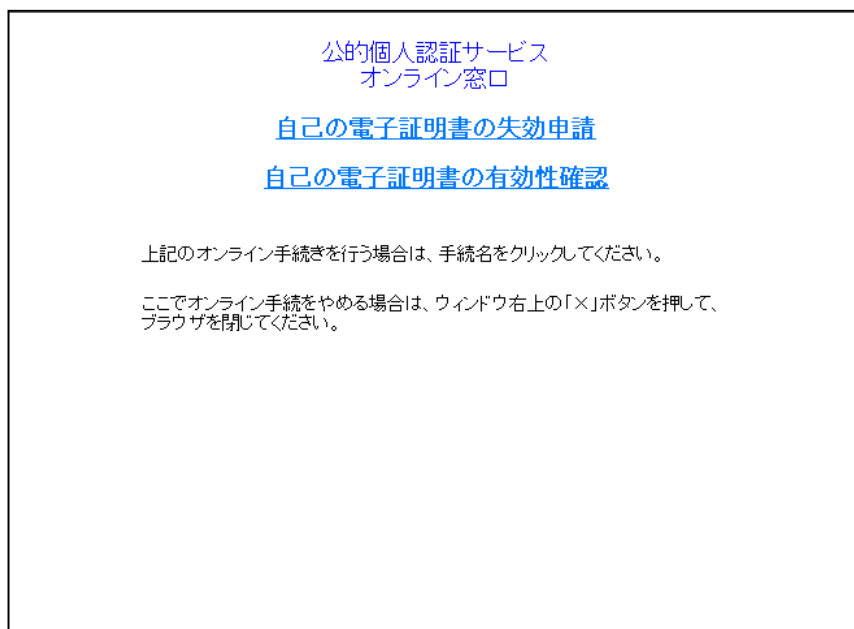 公的個人認証サービス
オンライン窓口
自己の電子証明書の失効申請
自己の電子証明書の有効性確認
上記のオンライン手続きを行う場合は、手続名をクリックしてください。
ここでオンライン手続をやめる場合は、ウィンドウ右上の「×」ボタンを押して、
ブラウザを閉じてください。